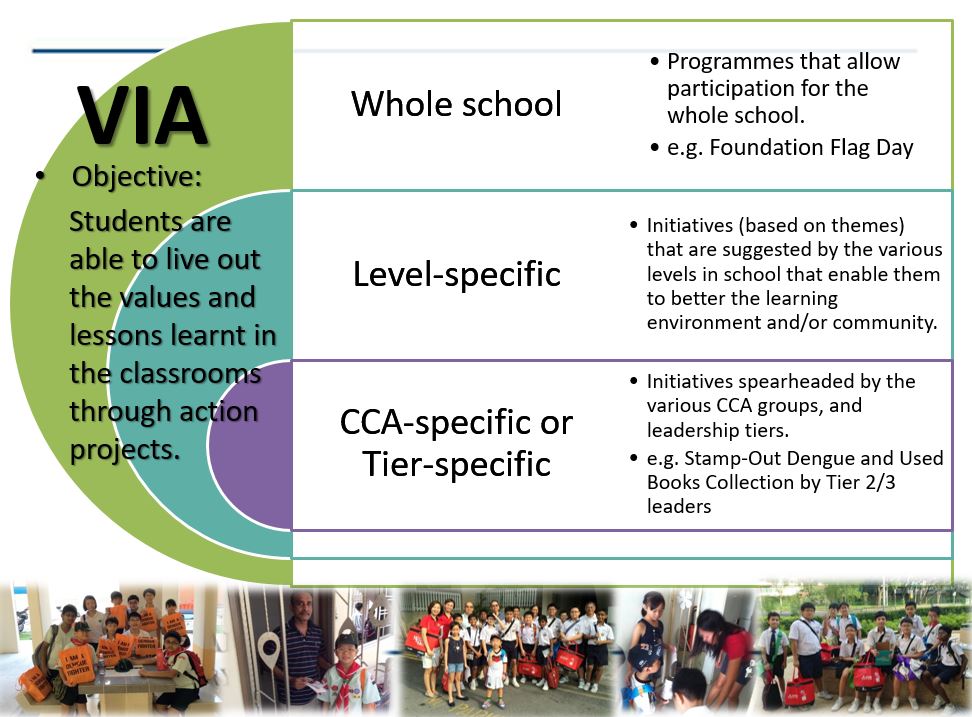 VIA
• Objective:
Students are
able to live out
the values and
lessons learnt in
the classrooms
through action
projects.
Whole school
• Programmes that allow
participation for the
whole school.
• e.g. Foundation Flag Day
Level-specific
• Initiatives (based on themes)
that are suggested by the various
levels in school that enable them
to better the learning
environment and/or community.
CCA-specific or
Tier-specific
• Initiatives spearheaded by the
various CCA groups, and
leadership tiers.
• e.g. Stamp-Out Dengue and Used
Books Collection by Tier 2/3
leaders
I AM A
DENGUE
FIGHTER